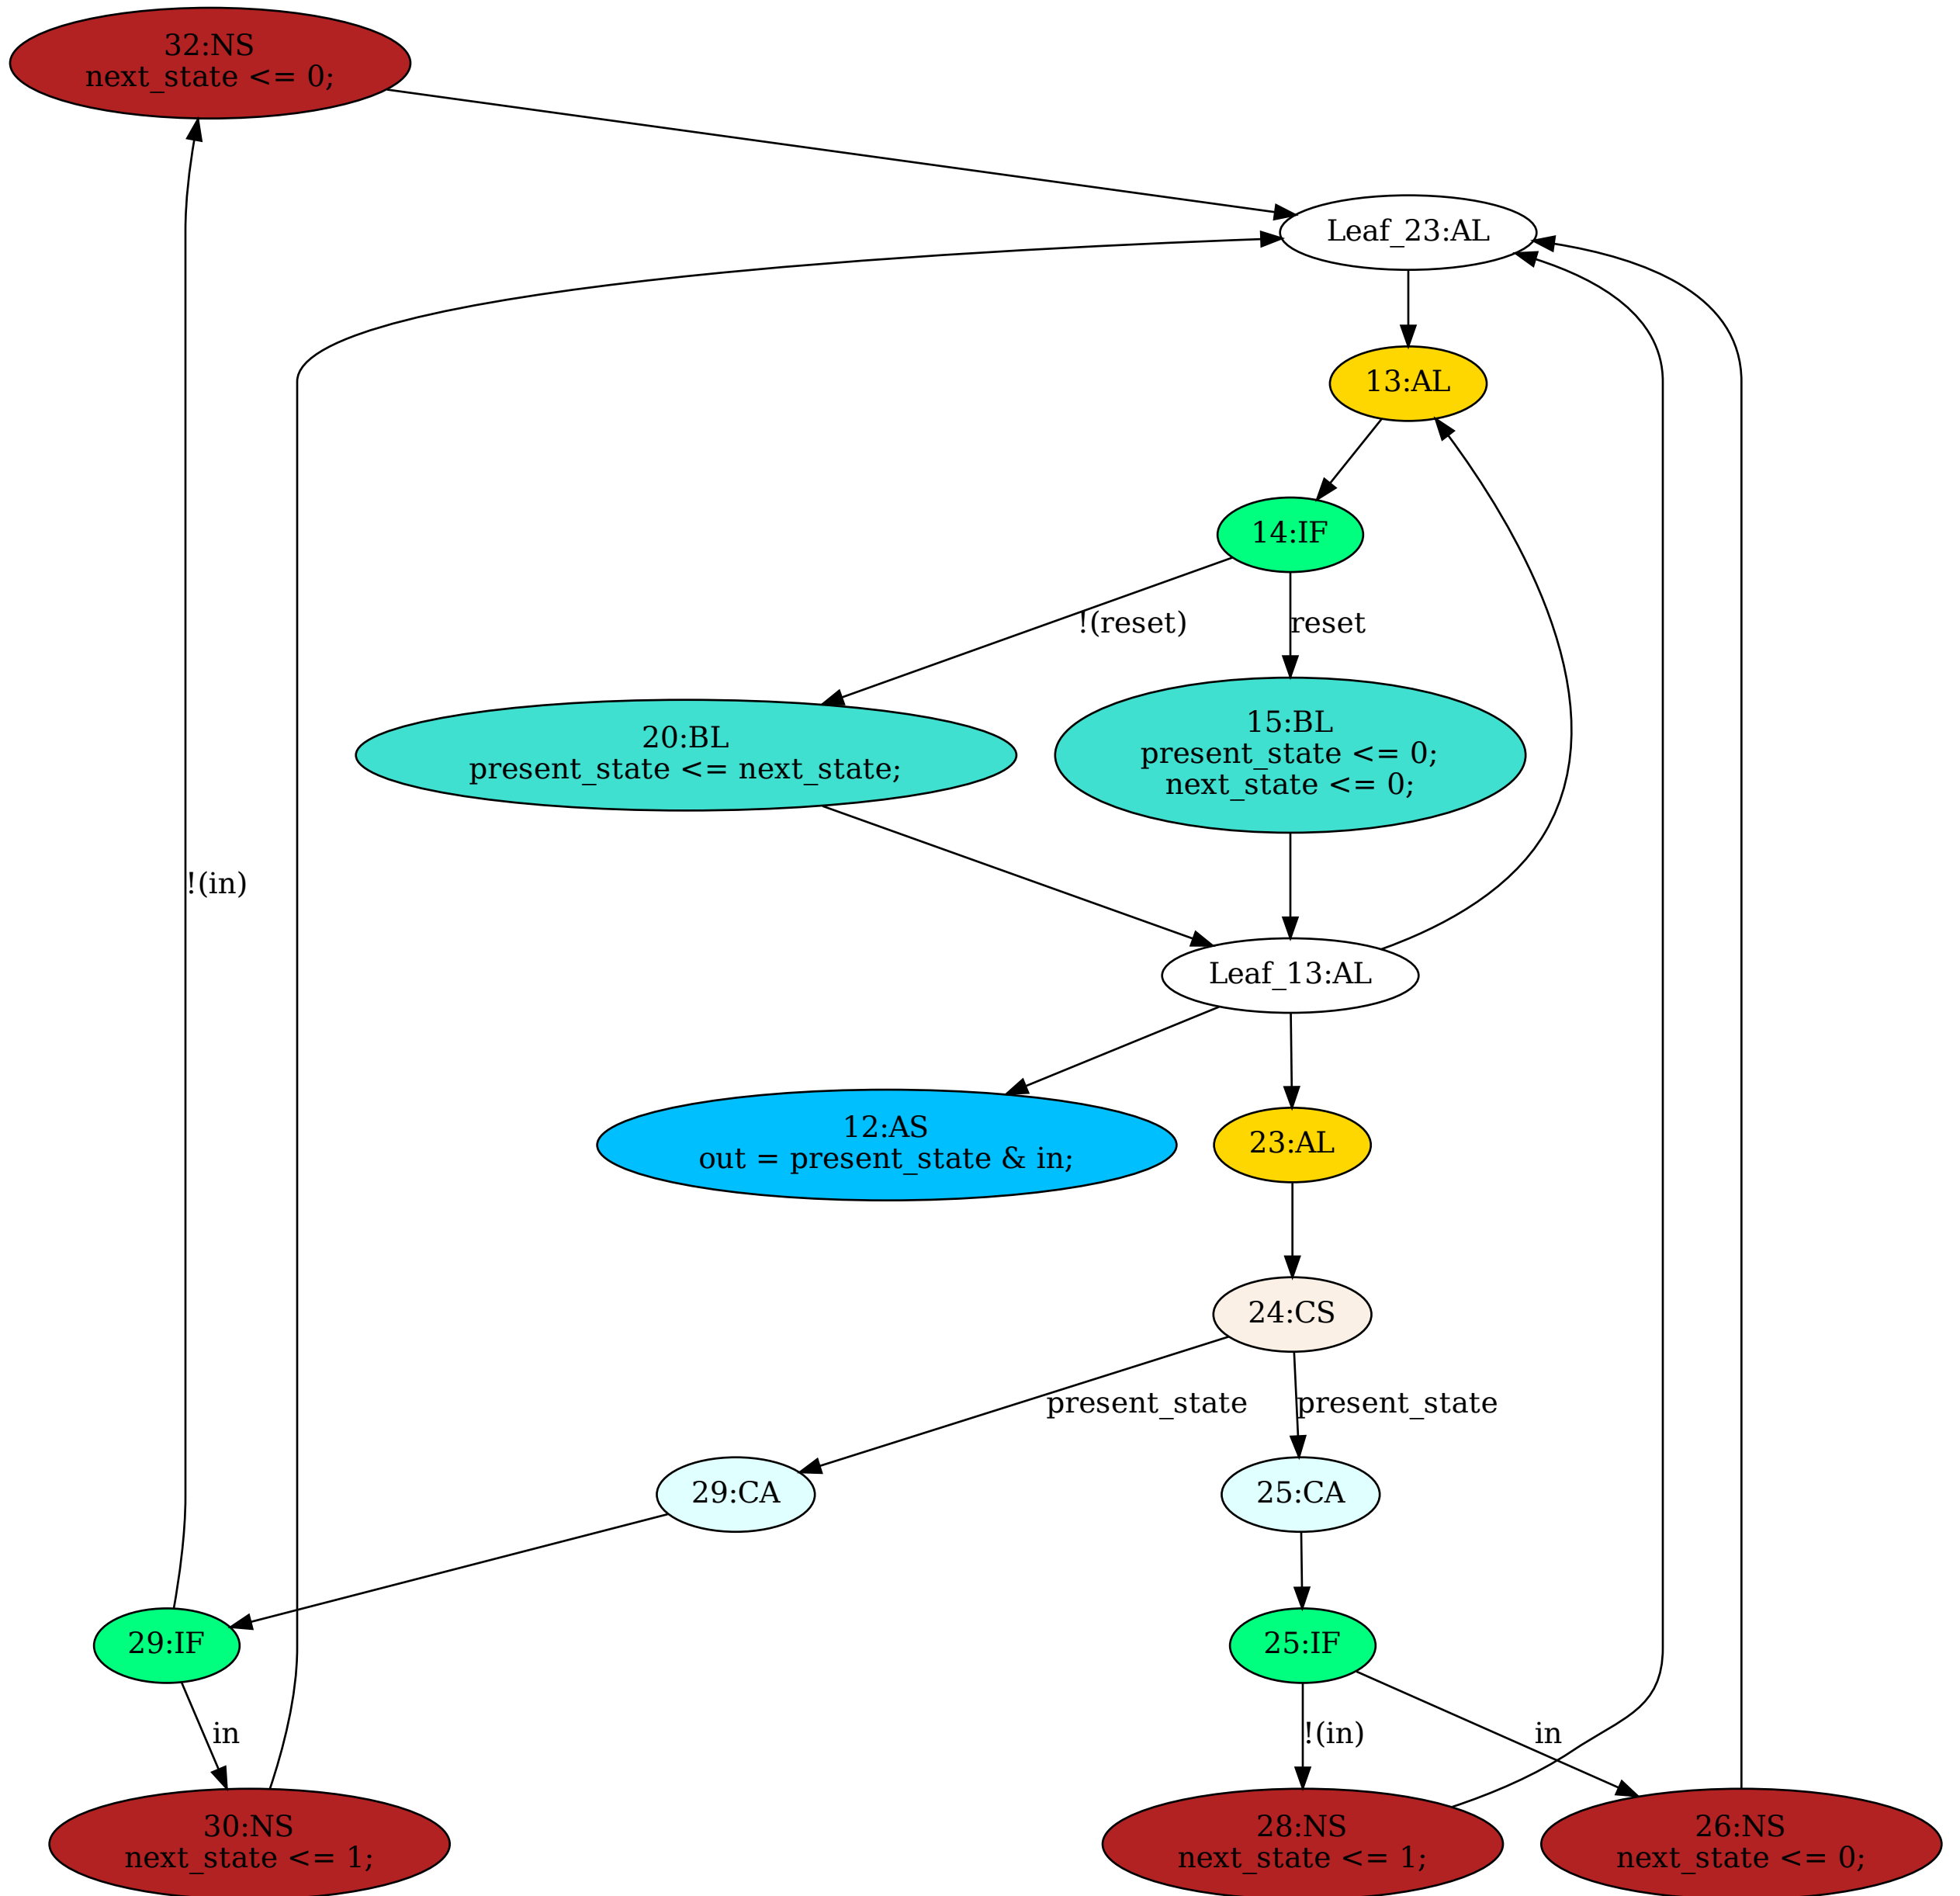 32:NS
next_state <= 0;
Leaf_23:AL
13:AL
14:IF
!(reset)
reset
20:BL
present_state <= next_state;
15:BL
present_state <= 0;
next_state <= 0;
!(in)
Leaf_13:AL
12:AS
out = present_state & in;
23:AL
24:CS
present_state
present_state
29:CA
25:CA
29:IF
25:IF
in
!(in)
in
30:NS
next_state <= 1;
28:NS
next_state <= 1;
26:NS
next_state <= 0;